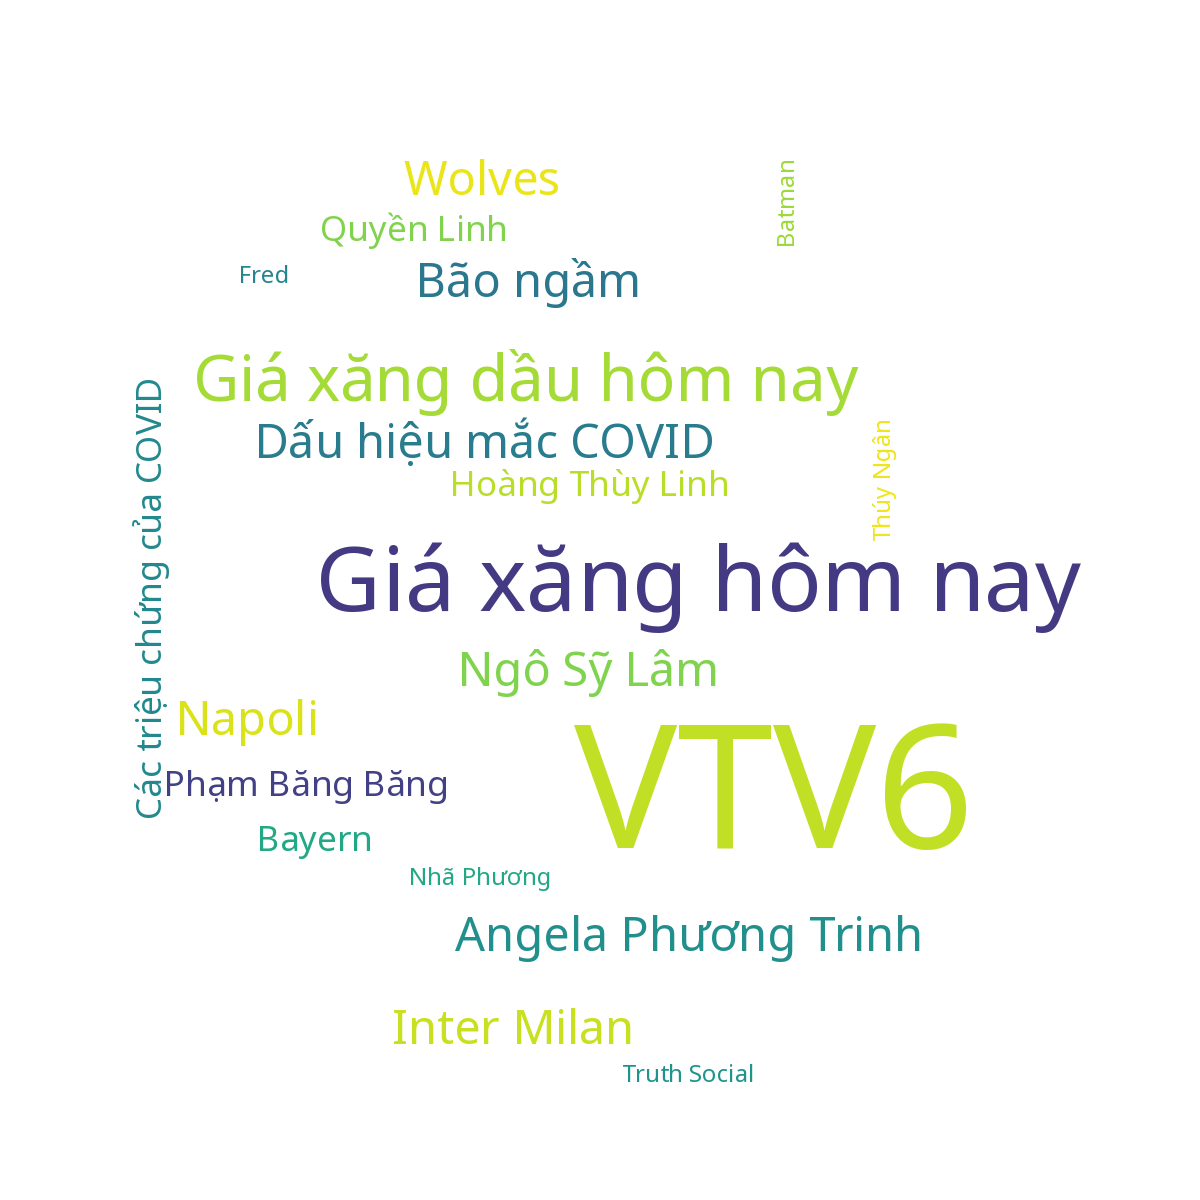 Wolves
Batman
Quyền Linh
Fred
Bão ngầm
Giá xăng dầu hôm nay
Các triệu chứng của COVID
Dấu hiệu mắc COVID
Thúy Ngân
Hoàng Thùy Linh
Giá xăng hôm nay
Ngô Sỹ Lâm
Napoli
VTV6
Phạm Băng Băng
Bayern
Nhã Phương
Angela Phương Trinh
Inter Milan
Truth Social